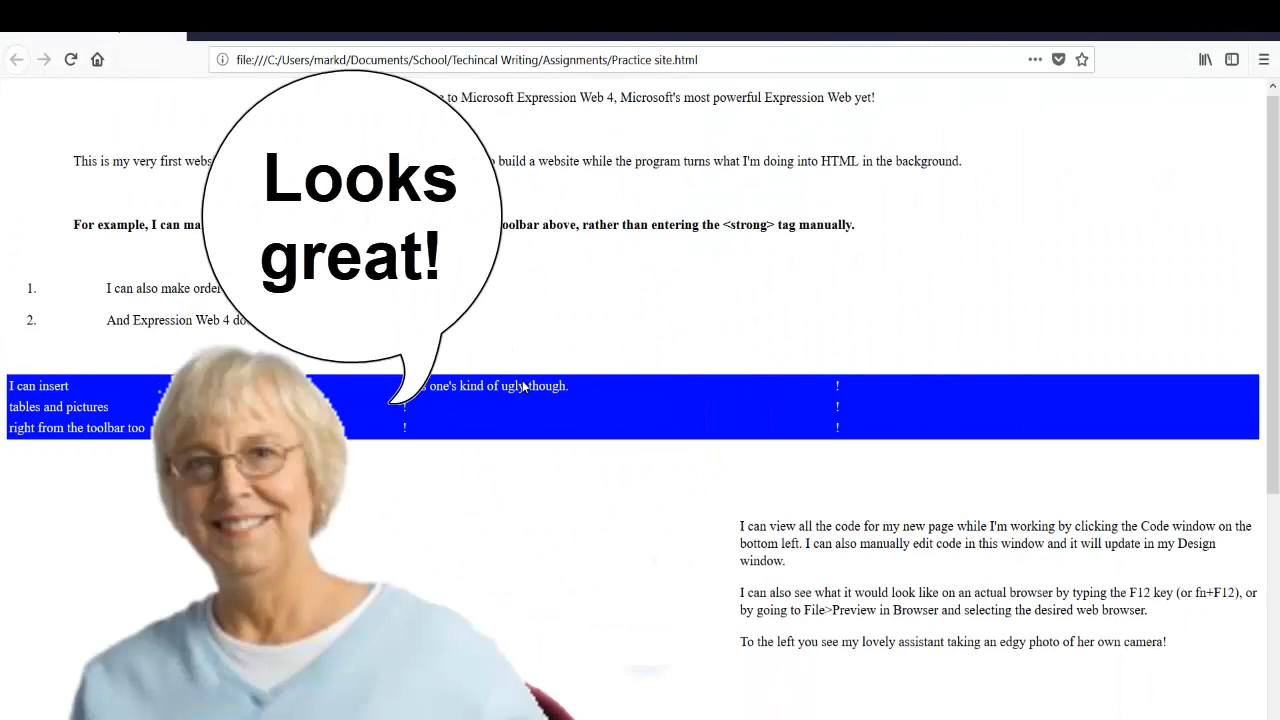 file:///C:/Users/markd/Documents/School/Techincal Writing/Assignments/Practice site.html
to Microsoft Expression Web 4, Microsoft's most powerful Expression Web yet!
This is my very first build a website while the program turns what I'm doing into HTML in the background.
Looks
great!
For example, I can above, rather than entering the <strong> tag manually.
1. I can also make
2. And Expression Web 4
I can insert one's kind of ugly though. !
tables and pictures ! !
right from the toolbar too ! !
I can view all the code for my new page while I'm working by clicking the Code window on the
bottom left. I can also manually edit code in this window and it will update in my Design
window.
I can also see what it would look like on an actual browser by typing the F12 key (or fn+F12), or
by going to File>Preview in Browser and selecting the desired web browser.
To the left you see my lovely assistant taking an edgy photo of her own camera!